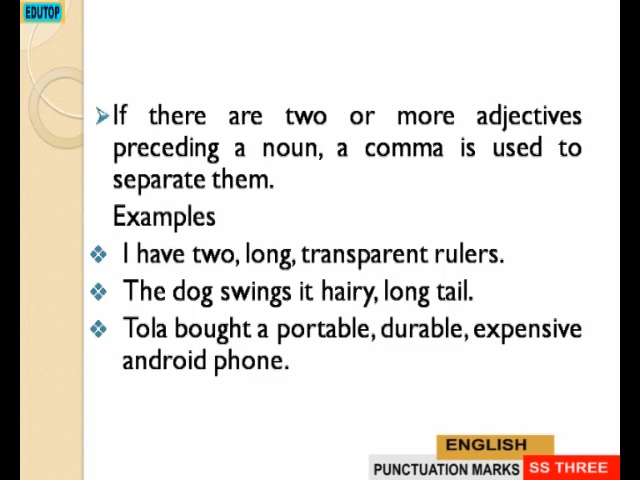 EDUTOP
If there are two or more adjectives
preceding a noun, a comma is used to
separate them.
Examples
I have two, long, transparent rulers.
The dog swings it hairy, long tail.
Tola bought a portable, durable, expensive
android phone.
ENGLISH
PUNCTUATION MARKS SS THREE